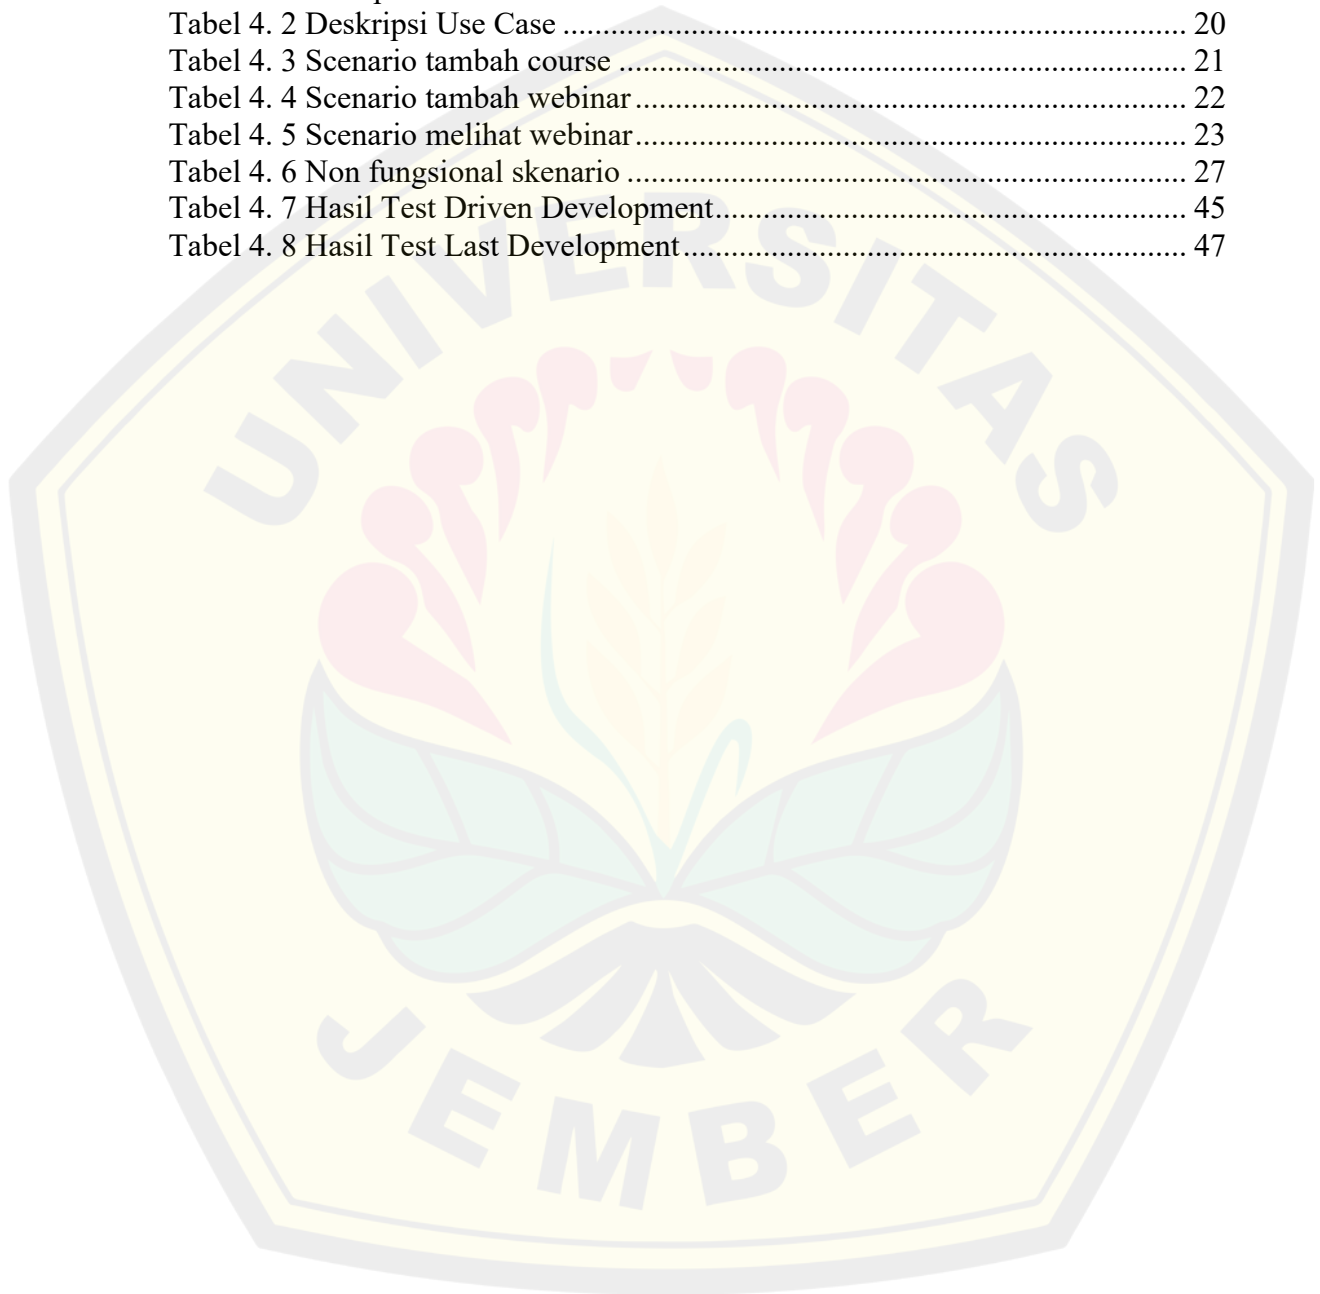 Tabel 4. 2 Deskripsi Use Case .......................................................................... 20
Tabel 4. 3 Scenario tambah course .................................................................... 21
Tabel 4. 4 Scenario tambah webinar .................................................................. 22
Tabel 4. 5 Scenario melihat webinar .................................................................. 23
Tabel 4. 6 Non fungsional skenario ................................................................... 27
Tabel 4. 7 Hasil Test Driven Development ........................................................ 45
Tabel 4. 8 Hasil Test Last Development ............................................................ 47
UNIVERSITAS
JEMBER